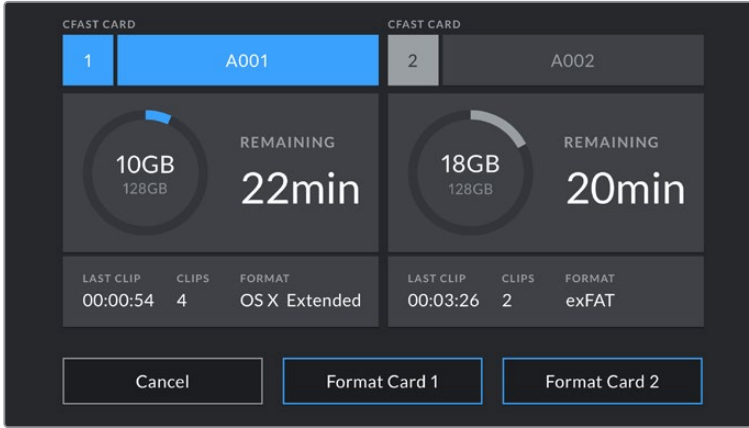 CFAST CARD
1 A001
10GB
128GB
REMAINING
22min
LAST CLIP CLIPS FORMAT
00:00:54 4 OS X Extended
CFAST CARD
2 A002
18GB
128GB
REMAINING
20min
LAST CLIP CLIPS FORMAT
00:03:26 2 exFAT
Cancel Format Card 1 Format Card 2